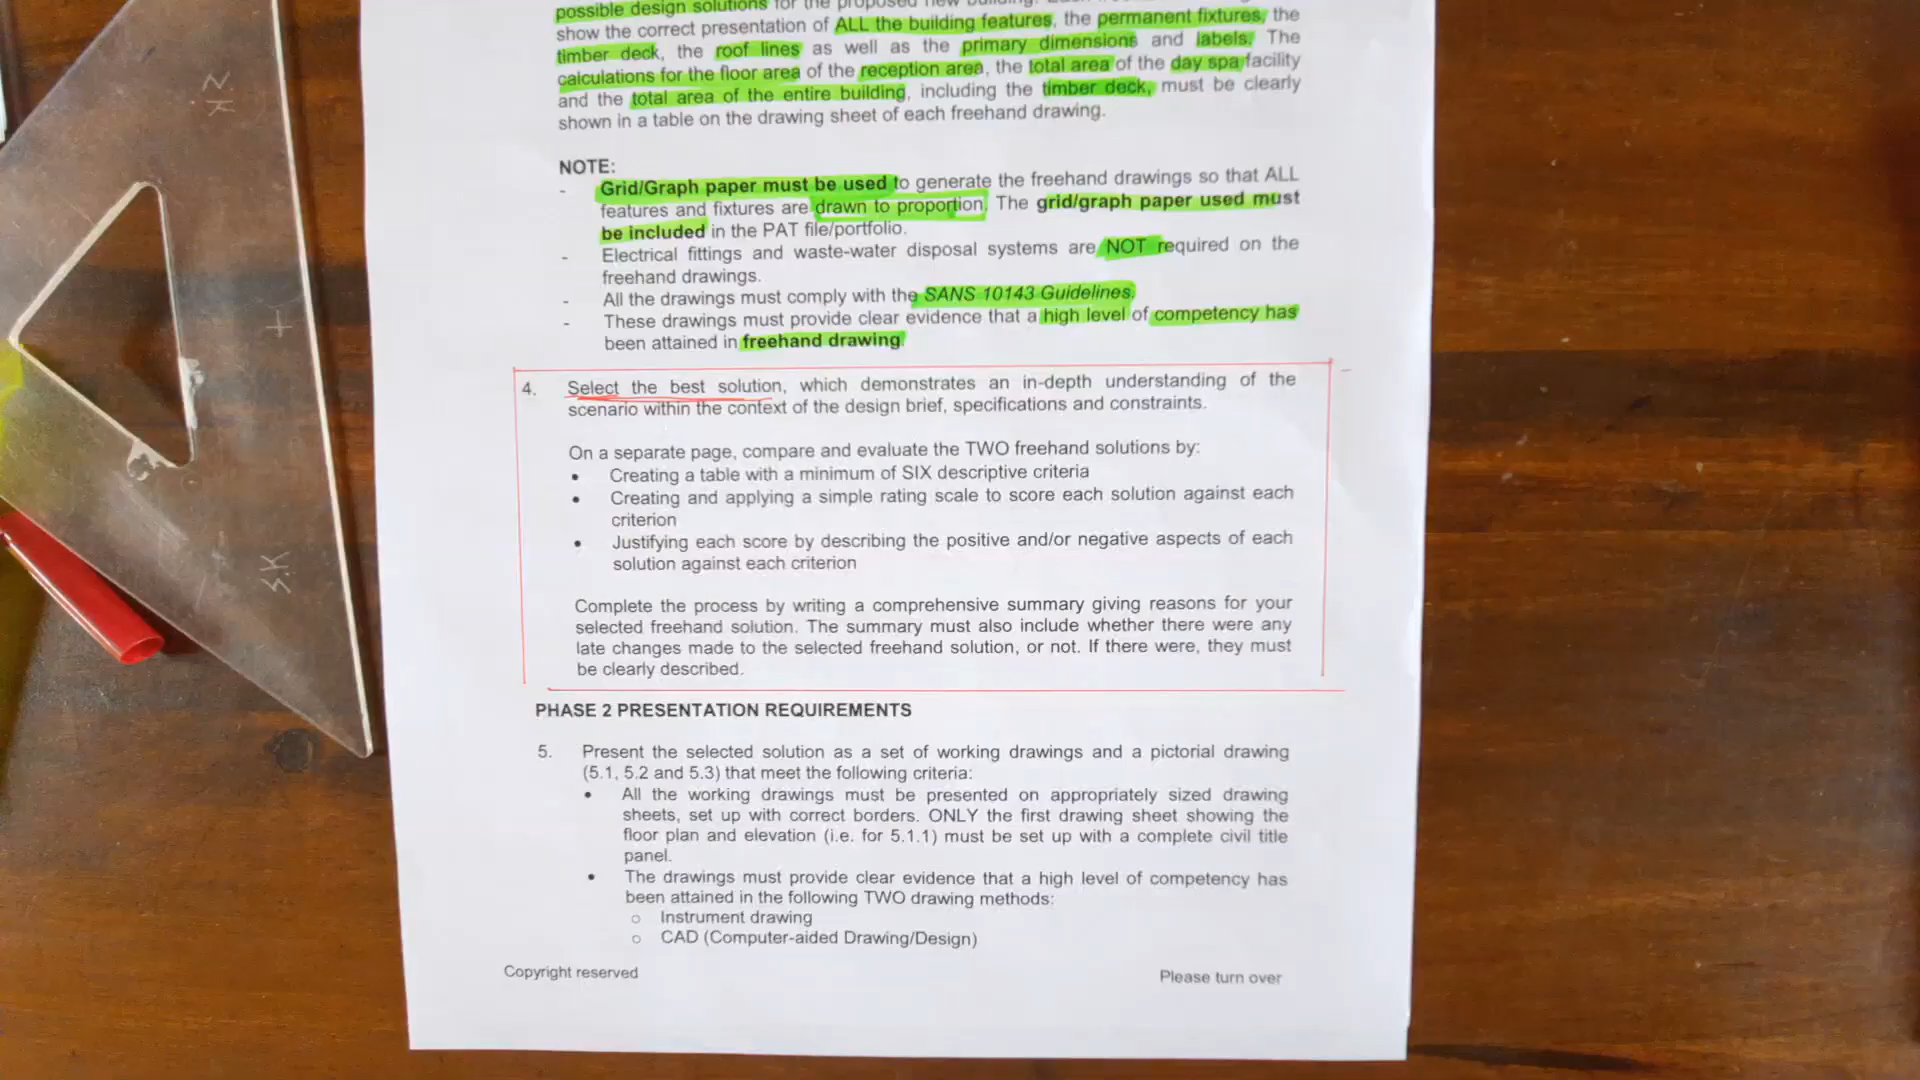 possible design solutions for the proposed new building.
show the correct presentation of ALL the building features, the permanent fixtures, the
timber deck, the roof lines as well as the primary dimensions and labels. The
calculations for the floor area of the reception area, the total area of the day spa facility
and the total area of the entire building, including the timber deck, must be clearly
shown in a table on the drawing sheet of each freehand drawing.
NOTE:
- Grid/Graph paper must be used to generate the freehand drawings so that ALL
features and fixtures are drawn to proportion. The grid/graph paper used must
be included in the PAT file/portfolio.
- Electrical fittings and waste-water disposal systems are NOT required on the
freehand drawings.
- All the drawings must comply with the SANS 10143 Guidelines.
- These drawings must provide clear evidence that a high level of competency has
been attained in freehand drawing.
4. Select the best solution, which demonstrates an in-depth understanding of the
scenario within the context of the design brief, specifications and constraints.
On a separate page, compare and evaluate the TWO freehand solutions by:
• Creating a table with a minimum of SIX descriptive criteria
• Creating and applying a simple rating scale to score each solution against each
criterion
• Justifying each score by describing the positive and/or negative aspects of each
solution against each criterion
Complete the process by writing a comprehensive summary giving reasons for your
selected freehand solution. The summary must also include whether there were any
late changes made to the selected freehand solution, or not. If there were, they must
be clearly described.
PHASE 2 PRESENTATION REQUIREMENTS
5. Present the selected solution as a set of working drawings and a pictorial drawing
(5.1, 5.2 and 5.3) that meet the following criteria:
• All the working drawings must be presented on appropriately sized drawing
sheets, set up with correct borders. ONLY the first drawing sheet showing the
floor plan and elevation (i.e. for 5.1.1) must be set up with a complete civil title
panel.
• The drawings must provide clear evidence that a high level of competency has
been attained in the following TWO drawing methods:
o Instrument drawing
o CAD (Computer-aided Drawing/Design)
Copyright reserved Please turn over